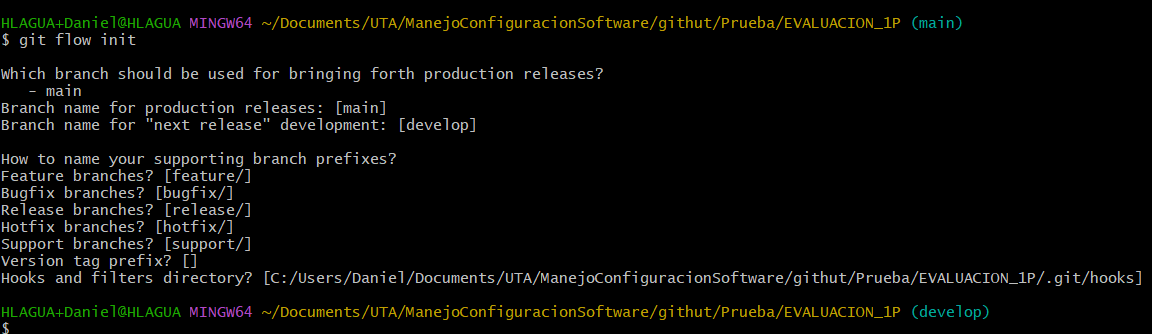 HLAGUA+Daniel@HLAGUA MINGW64 ~/Documents/UTA/ManejoConfiguracionSoftware/githut/Prueba/EVALUACION_1P (main)
$ git flow init
Which branch should be used for bringing forth production releases?
- main
Branch name for production releases: [main]
Branch name for "next release" development: [develop]
How to name your supporting branch prefixes?
Feature branches? [feature/]
Bugfix branches? [bugfix/]
Release branches? [release/]
Hotfix branches? [hotfix/]
Support branches? [support/]
Version tag prefix? []
Hooks and filters directory? [C:/Users/Daniel/Documents/UTA/ManejoConfiguracionSoftware/githut/Prueba/EVALUACION_1P/.git/hooks]
HLAGUA+Daniel@HLAGUA MINGW64 ~/Documents/UTA/ManejoConfiguracionSoftware/githut/Prueba/EVALUACION_1P (develop)
$